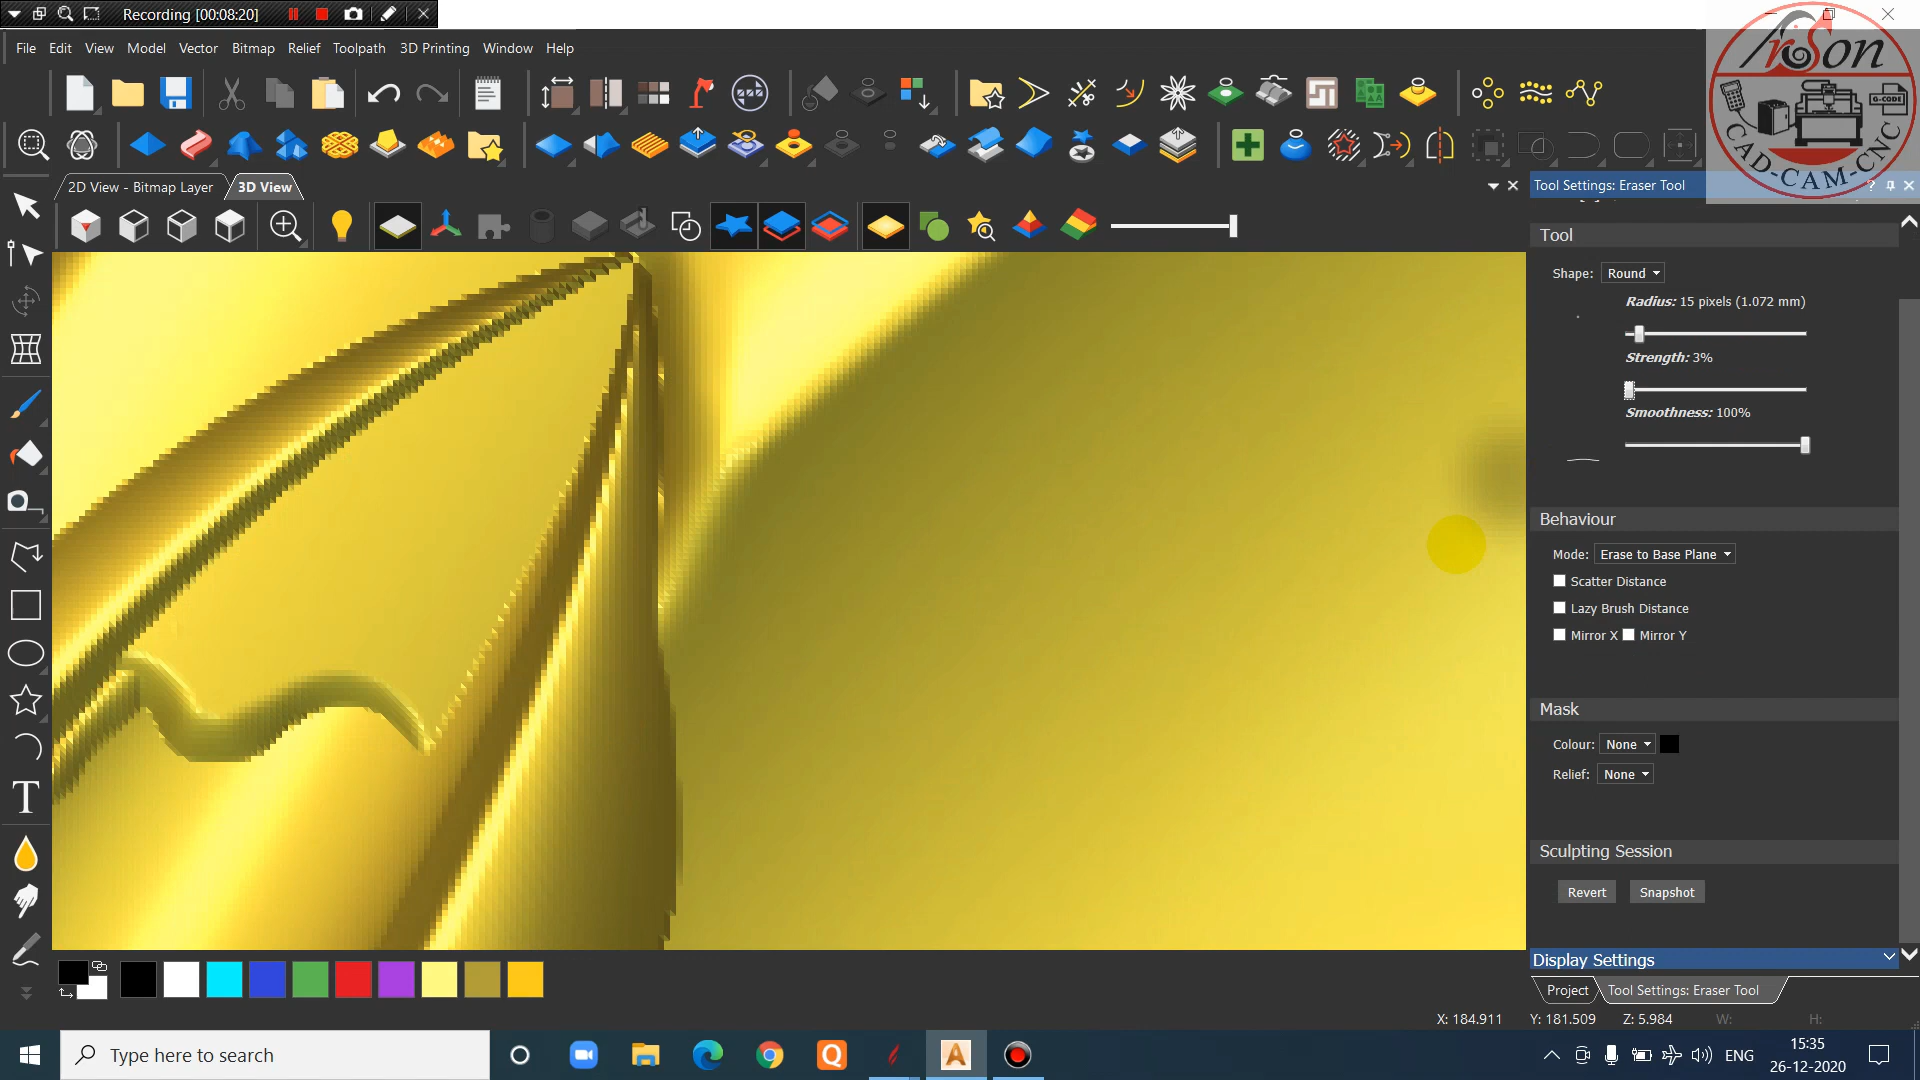 Recording [00:08:20]
File Edit View Model Vector Bitmap Relief Toolpath 3D Printing Window Help
ArtSon
G-CODE
CAD-CAM-CNC
2D View - Bitmap Layer
3D View
Tool Settings: Eraser Tool
Tool
Shape: Round
Radius: 15 pixels (1.072 mm)
Strength: 3%
Smoothness: 100%
Behaviour
Mode: Erase to Base Plane
Scatter Distance
Lazy Brush Distance
Mirror X Mirror Y
Mask
Colour: None
Relief: None
Sculpting Session
Revert Snapshot
Display Settings
Project
Tool Settings: Eraser Tool
X: 184.911 Y: 181.509 Z: 5.984 W: H:
Type here to search
ENG
15:35
26-12-2020